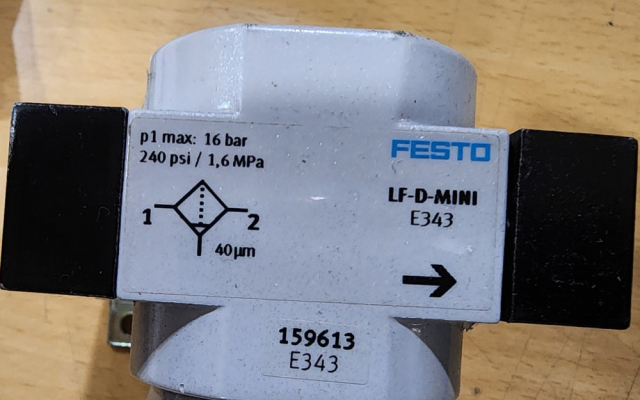 p1 max: 16 bar
240 psi / 1,6 MPa
1
2
40µm
FESTO
LF-D-MINI
E343
159613
E343